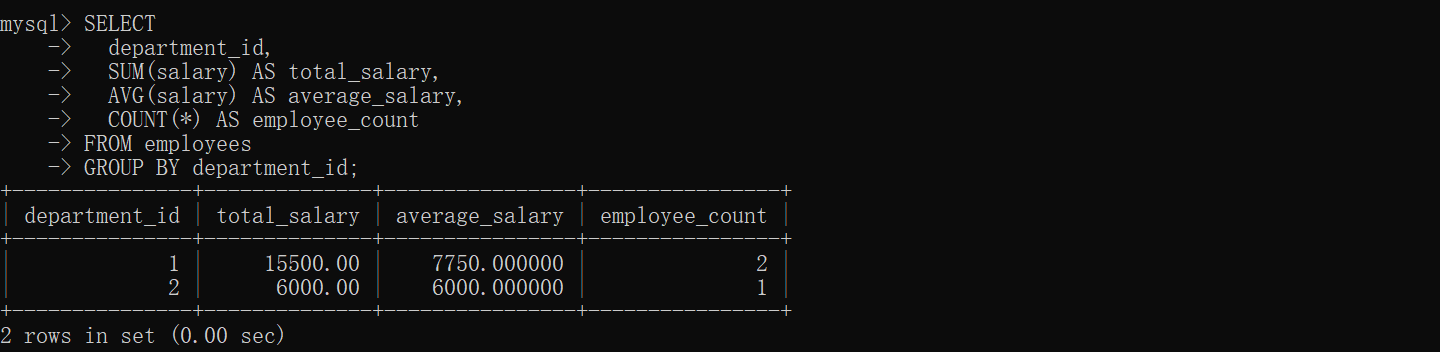 mysql> SELECT
    ->   department_id,
    ->   SUM(salary) AS total_salary,
    ->   AVG(salary) AS average_salary,
    ->   COUNT(*) AS employee_count
    -> FROM employees
    -> GROUP BY department_id;
+---------------+--------------+----------------+----------------+
| department_id | total_salary | average_salary | employee_count |
+---------------+--------------+----------------+----------------+
|             1 |     15500.00 |    7750.000000 |              2 |
|             2 |      6000.00 |    6000.000000 |              1 |
+---------------+--------------+----------------+----------------+
2 rows in set (0.00 sec)